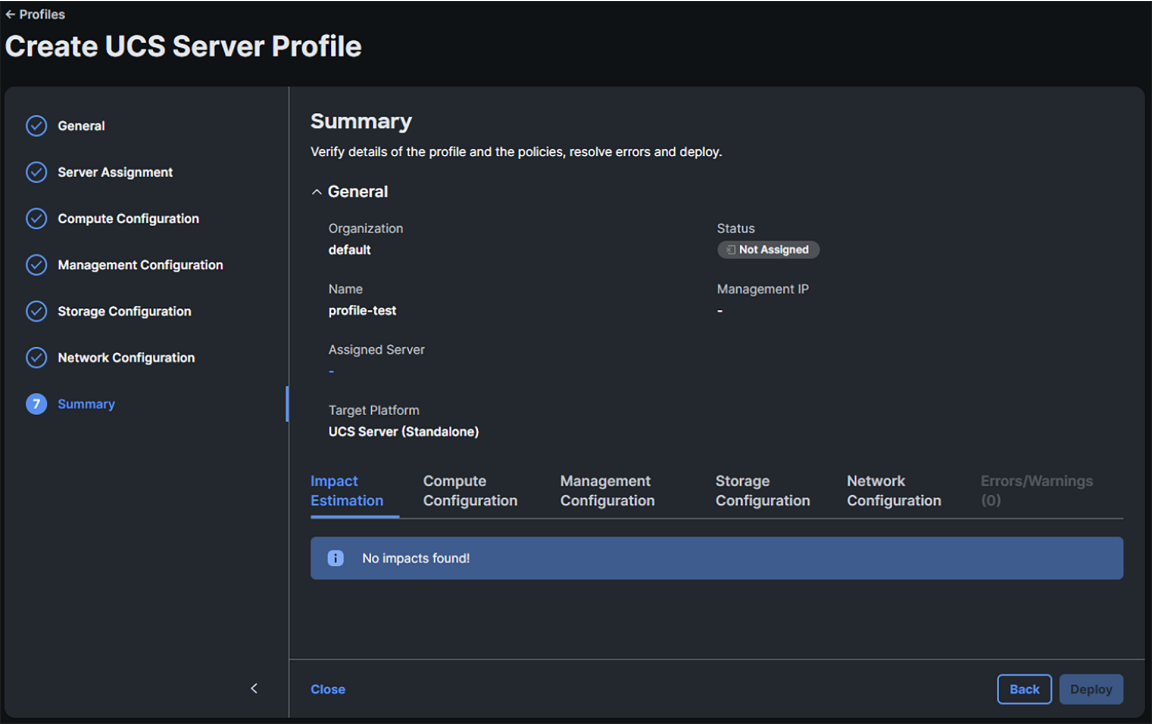 ← Profiles
Create UCS Server Profile
General
Server Assignment
Compute Configuration
Management Configuration
Storage Configuration
Network Configuration
7 Summary
Summary
Verify details of the profile and the policies, resolve errors and deploy.
General
Organization
default
Status
Not Assigned
Name
profile-test
Management IP
-
Assigned Server
-
Target Platform
UCS Server (Standalone)
Impact
Estimation
Compute
Configuration
Management
Configuration
Storage
Configuration
Network
Configuration
Errors/Warnings
(0)
No impacts found!
Close
Back
Deploy